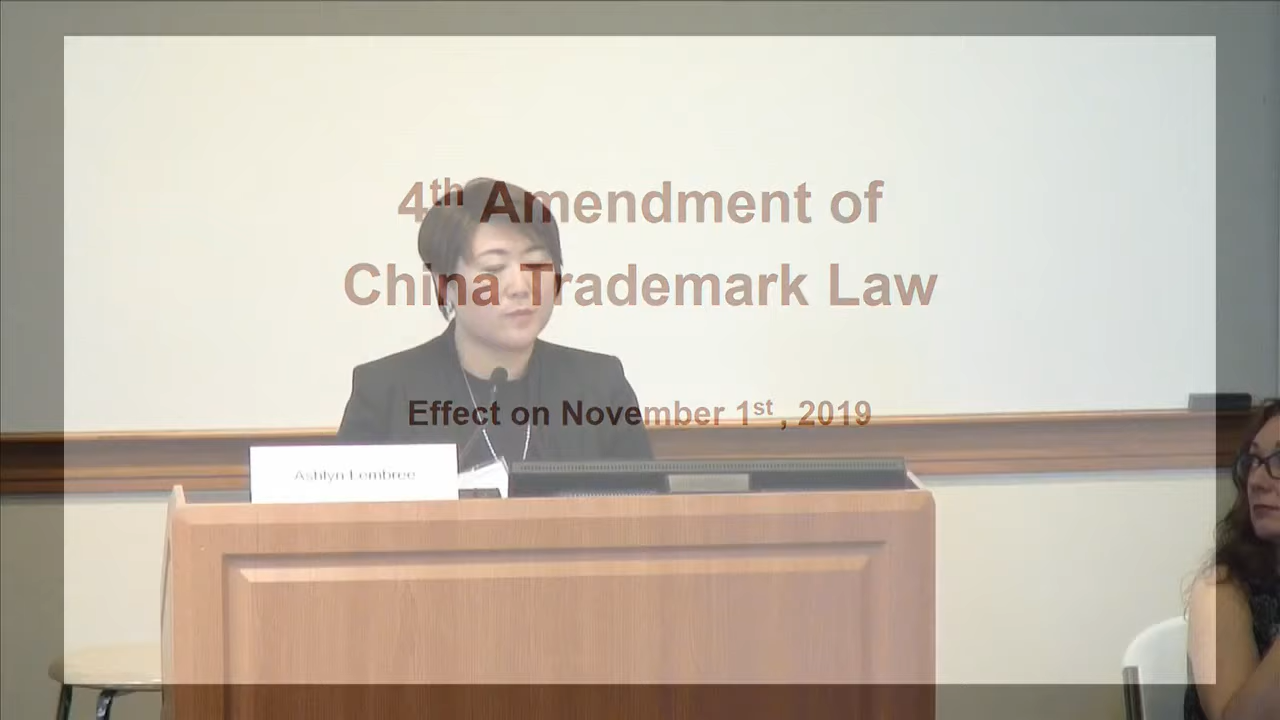 4th Amendment of
China Trademark Law
Effect on November 1st, 2019
Ashlyn Lembree